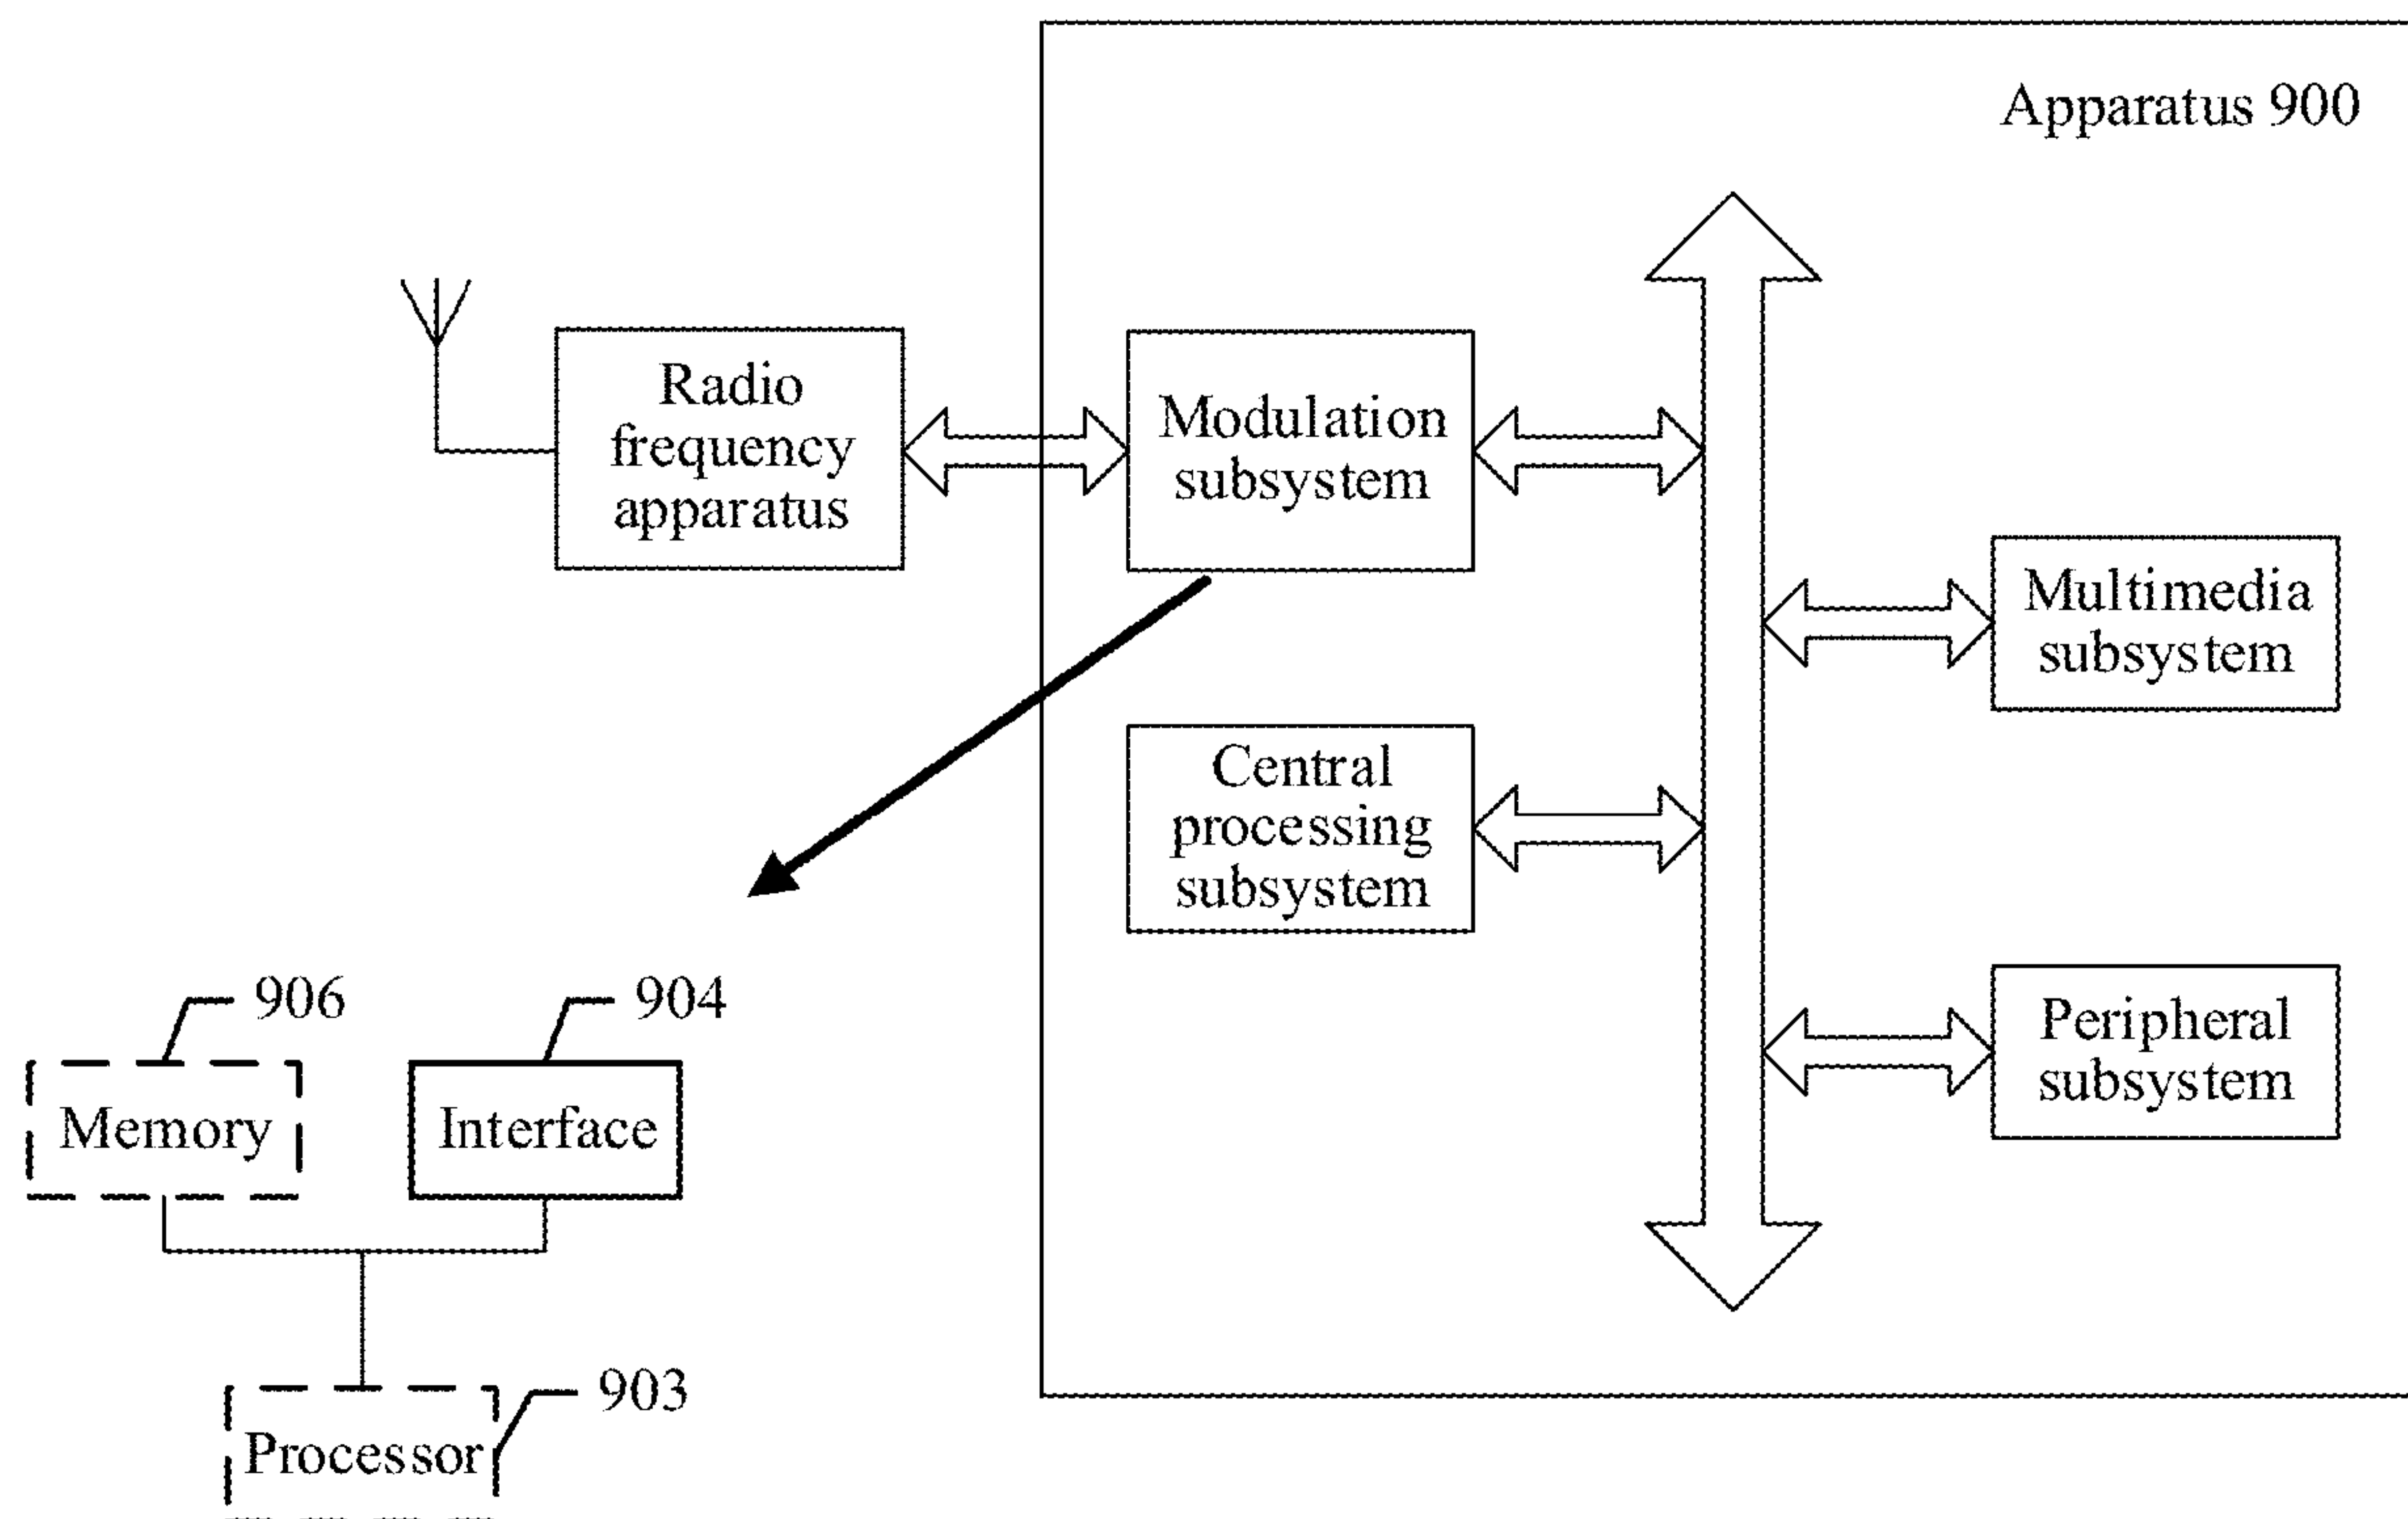 Apparatus 900
Radio
frequency
apparatus
Modulation
subsystem
Multimedia
subsystem
Central
processing
subsystem
Peripheral
subsystem
906
904
Memory
Interface
903
Processor